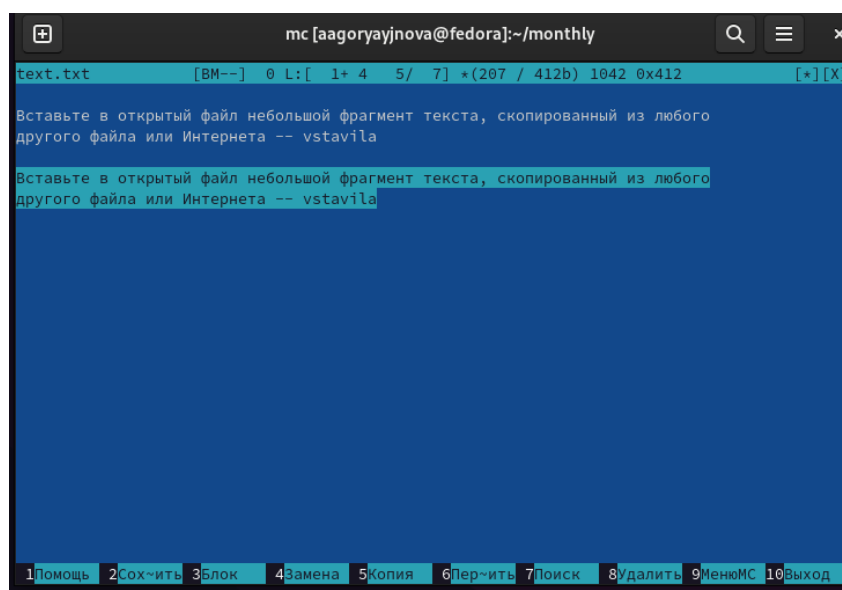 mc [aagoryayjnova@fedora]:~/monthly
text.txt [BM--] 0 L:[ 1+ 4 5/ 7] *(207 / 412b) 1042 0x412 [*][X
Вставьте в открытый файл небольшой фрагмент текста, скопированный из любого
другого файла или Интернета -- vstavila
Вставьте в открытый файл небольшой фрагмент текста, скопированный из любого
другого файла или Интернета -- vstavila
1Помощь 2Сох~ить 3Блок 4Замена 5Копия 6Пер~ить 7Поиск 8Удалить 9МенюМС 10Выход